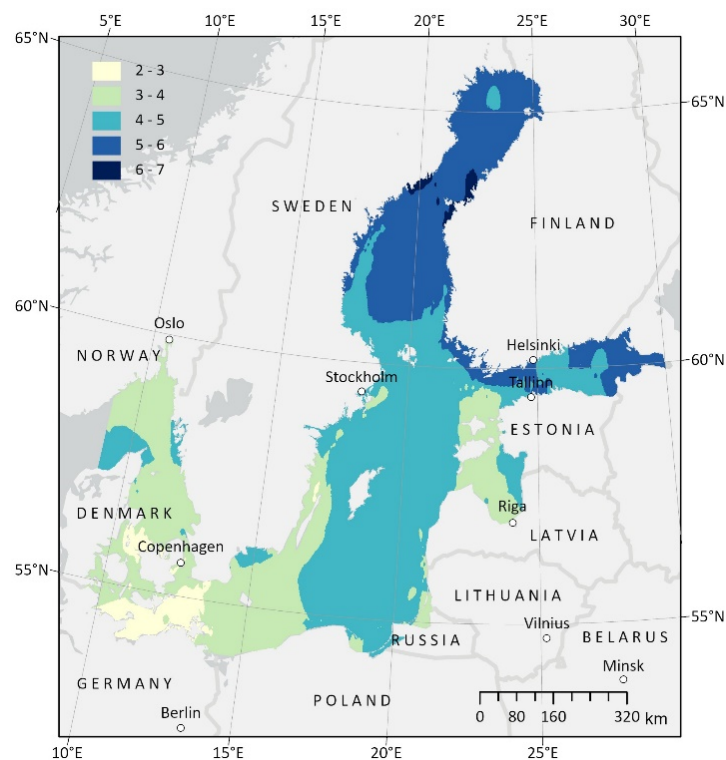 5°E 10°E 15°E 20°E 25°E 30°E
65°N
2 - 3
3 - 4
65°N
4 - 5
5 - 6
6 - 7
SWEDEN
FINLAND
60°N
Oslo
Helsinki
60°N
NORWAY
Stockholm
Tallinn
ESTONIA
DENMARK
Riga
LATVIA
Copenhagen
55°N
LITHUANIA
55°N
Vilnius
RUSSIA
BELARUS
Minsk
GERMANY
POLAND
Berlin
0 80 160 320 km
10°E 15°E 20°E 25°E